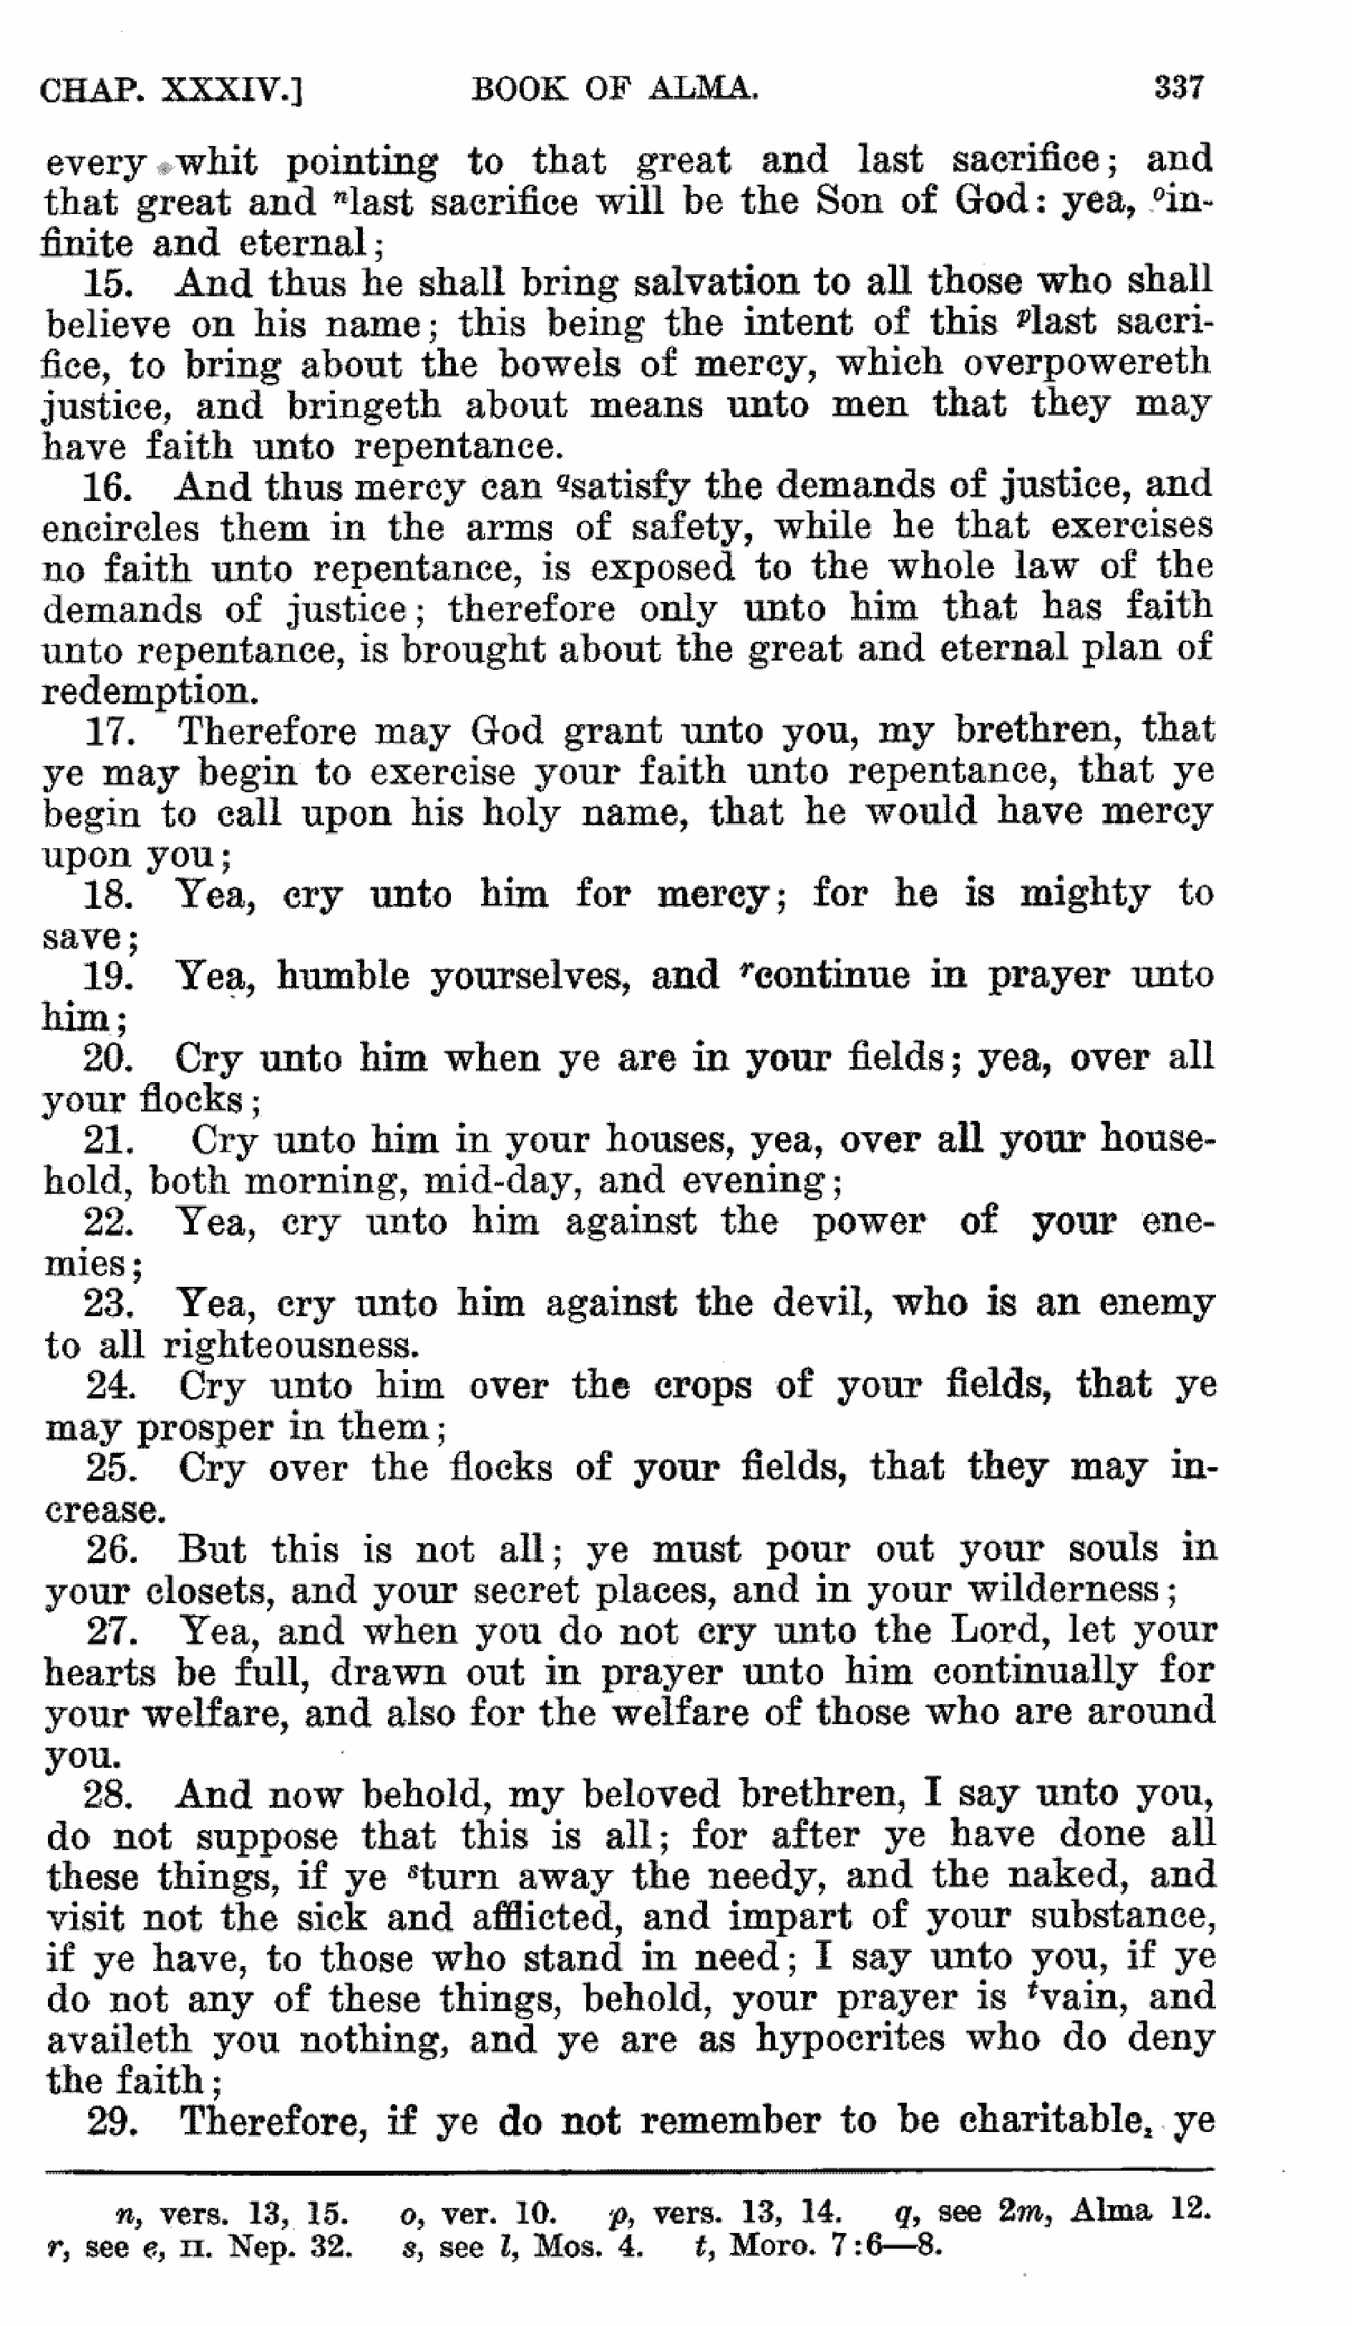 CHAP. XXXIV.] BOOK OF ALMA. 337
every whit pointing to that great and last sacrifice; and
that great and ⁿlast sacrifice will be the Son of God: yea, ᵒin-
finite and eternal;
15. And thus he shall bring salvation to all those who shall
believe on his name; this being the intent of this ᵖlast sacri-
fice, to bring about the bowels of mercy, which overpowereth
justice, and bringeth about means unto men that they may
have faith unto repentance.
16. And thus mercy can ᑫsatisfy the demands of justice, and
encircles them in the arms of safety, while he that exercises
no faith unto repentance, is exposed to the whole law of the
demands of justice; therefore only unto him that has faith
unto repentance, is brought about the great and eternal plan of
redemption.
17. Therefore may God grant unto you, my brethren, that
ye may begin to exercise your faith unto repentance, that ye
begin to call upon his holy name, that he would have mercy
upon you;
18. Yea, cry unto him for mercy; for he is mighty to
save;
19. Yea, humble yourselves, and ʳcontinue in prayer unto
him;
20. Cry unto him when ye are in your fields; yea, over all
your flocks;
21. Cry unto him in your houses, yea, over all your house-
hold, both morning, mid-day, and evening;
22. Yea, cry unto him against the power of your ene-
mies;
23. Yea, cry unto him against the devil, who is an enemy
to all righteousness.
24. Cry unto him over the crops of your fields, that ye
may prosper in them;
25. Cry over the flocks of your fields, that they may in-
crease.
26. But this is not all; ye must pour out your souls in
your closets, and your secret places, and in your wilderness;
27. Yea, and when you do not cry unto the Lord, let your
hearts be full, drawn out in prayer unto him continually for
your welfare, and also for the welfare of those who are around
you.
28. And now behold, my beloved brethren, I say unto you,
do not suppose that this is all; for after ye have done all
these things, if ye ˢturn away the needy, and the naked, and
visit not the sick and afflicted, and impart of your substance,
if ye have, to those who stand in need; I say unto you, if ye
do not any of these things, behold, your prayer is ᵗvain, and
availeth you nothing, and ye are as hypocrites who do deny
the faith;
29. Therefore, if ye do not remember to be charitable, ye
n, vers. 13, 15. o, ver. 10. p, vers. 13, 14. q, see 2m, Alma 12.
r, see e, II. Nep. 32. s, see l, Mos. 4. t, Moro. 7:6—8.